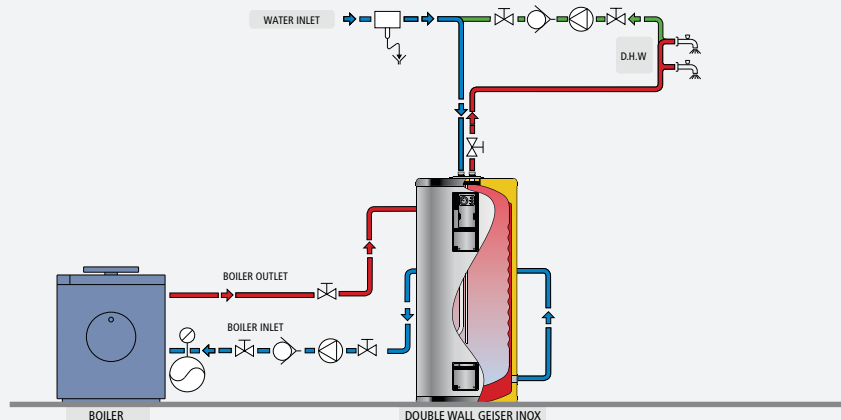 WATER INLET
D.H.W
BOILER OUTLET
BOILER INLET
BOILER
DOUBLE WALL GEISER INOX